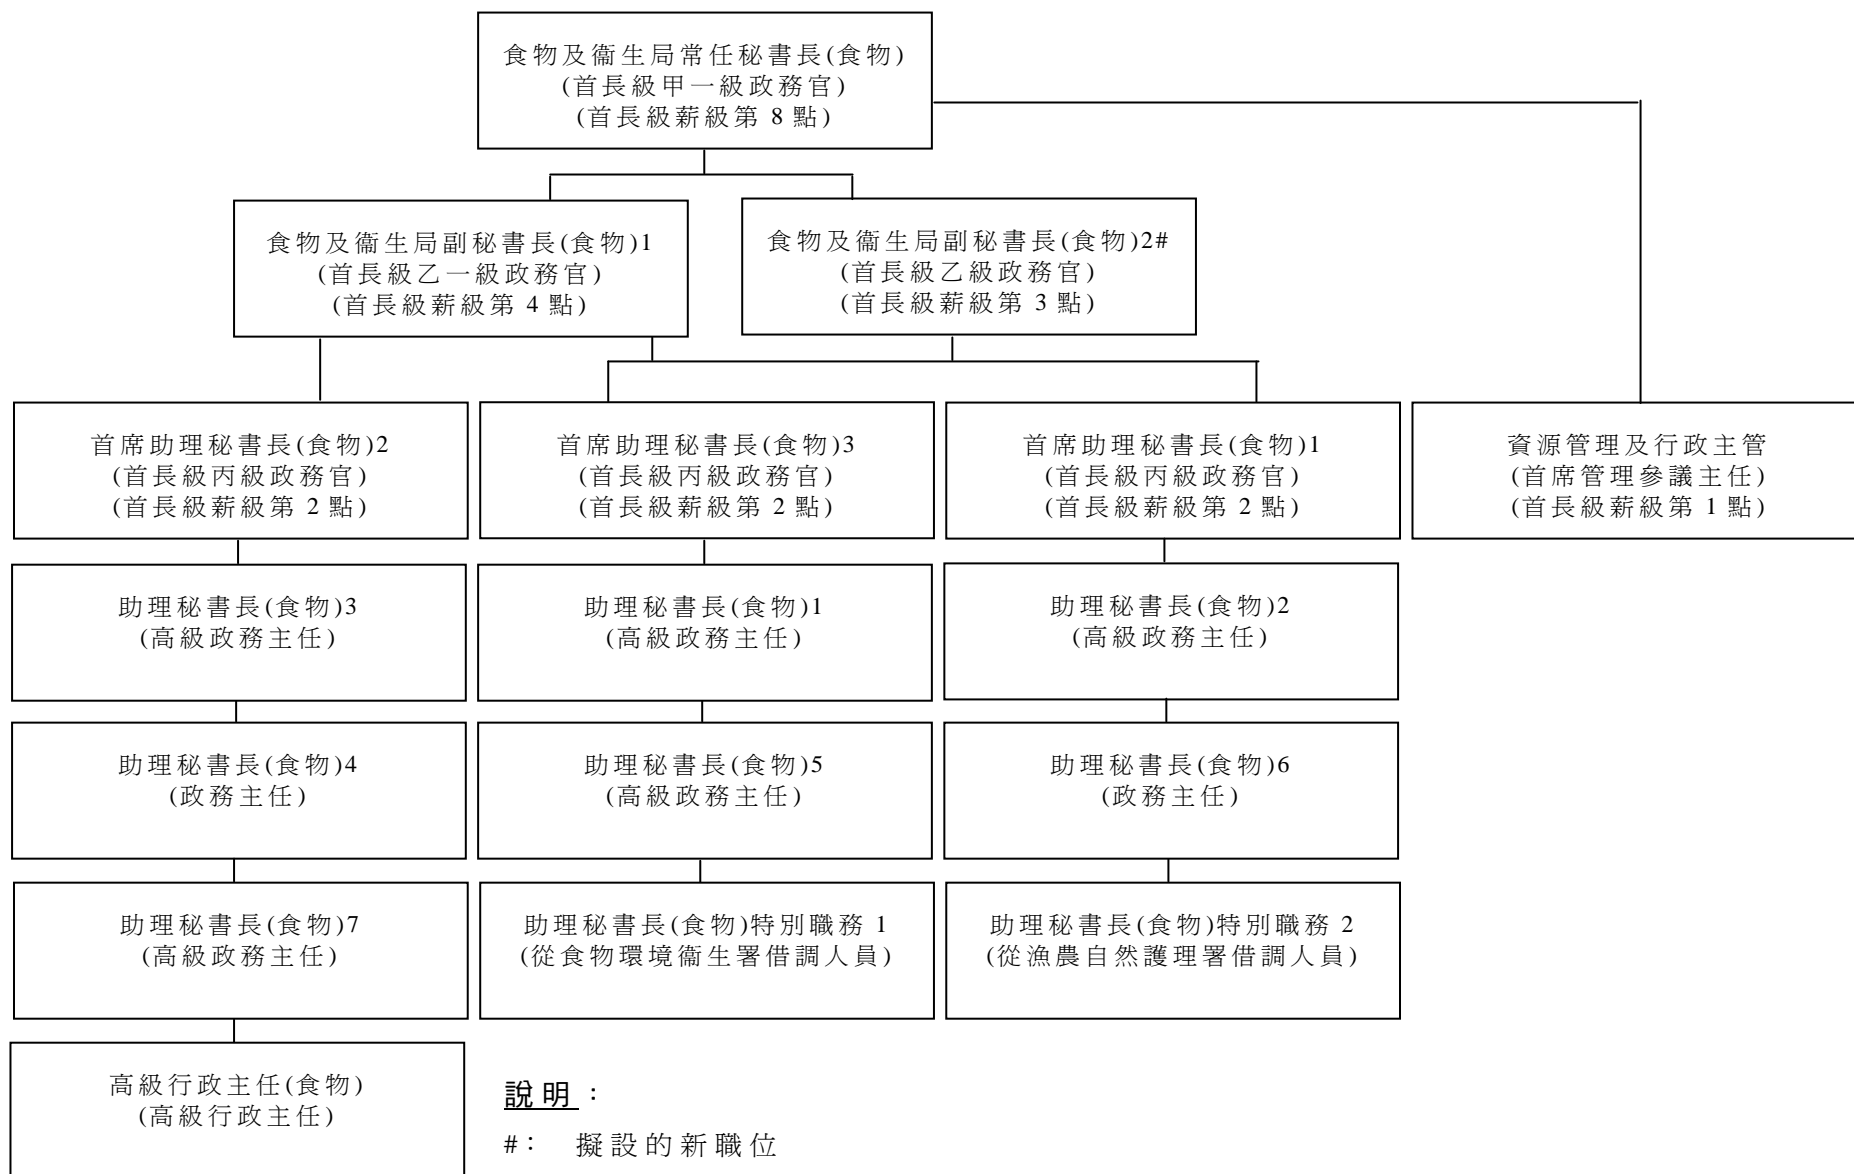 食物及衞生局常任秘書長(食物)
(首長級甲一級政務官)
(首長級薪級第 8 點)
食物及衞生局副秘書長(食物)1
(首長級乙一級政務官)
(首長級薪級第 4 點)
食物及衞生局副秘書長(食物)2#
(首長級乙級政務官)
(首長級薪級第 3 點)
首席助理秘書長(食物)2
(首長級丙級政務官)
(首長級薪級第 2 點)
首席助理秘書長(食物)3
(首長級丙級政務官)
(首長級薪級第 2 點)
首席助理秘書長(食物)1
(首長級丙級政務官)
(首長級薪級第 2 點)
資源管理及行政主管
(首席管理參議主任)
(首長級薪級第 1 點)
助理秘書長(食物)3
(高級政務主任)
助理秘書長(食物)1
(高級政務主任)
助理秘書長(食物)2
(高級政務主任)
助理秘書長(食物)4
(政務主任)
助理秘書長(食物)5
(高級政務主任)
助理秘書長(食物)6
(政務主任)
助理秘書長(食物)7
(高級政務主任)
助理秘書長(食物)特別職務 1
(從食物環境衞生署借調人員)
助理秘書長(食物)特別職務 2
(從漁農自然護理署借調人員)
高級行政主任(食物)
(高級行政主任)
說明：
#： 擬設的新職位